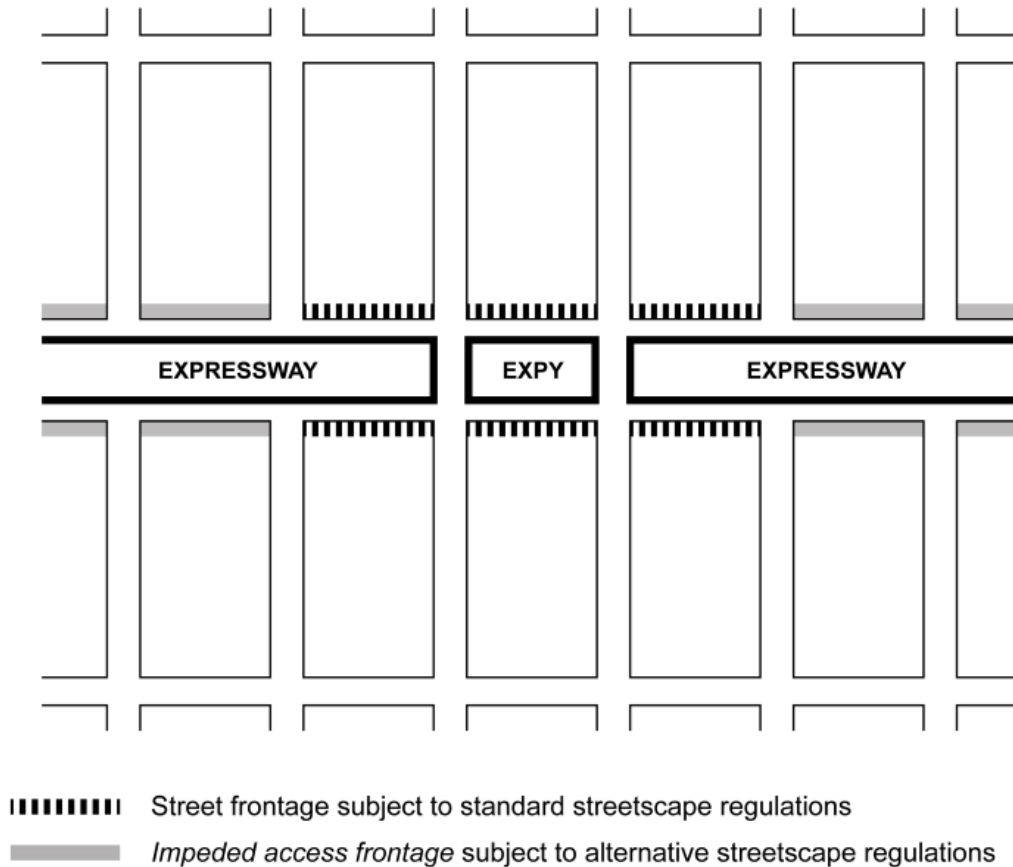 EXPRESSWAY EXPY EXPRESSWAY
Street frontage subject to standard streetscape regulations
Impeded access frontage subject to alternative streetscape regulations